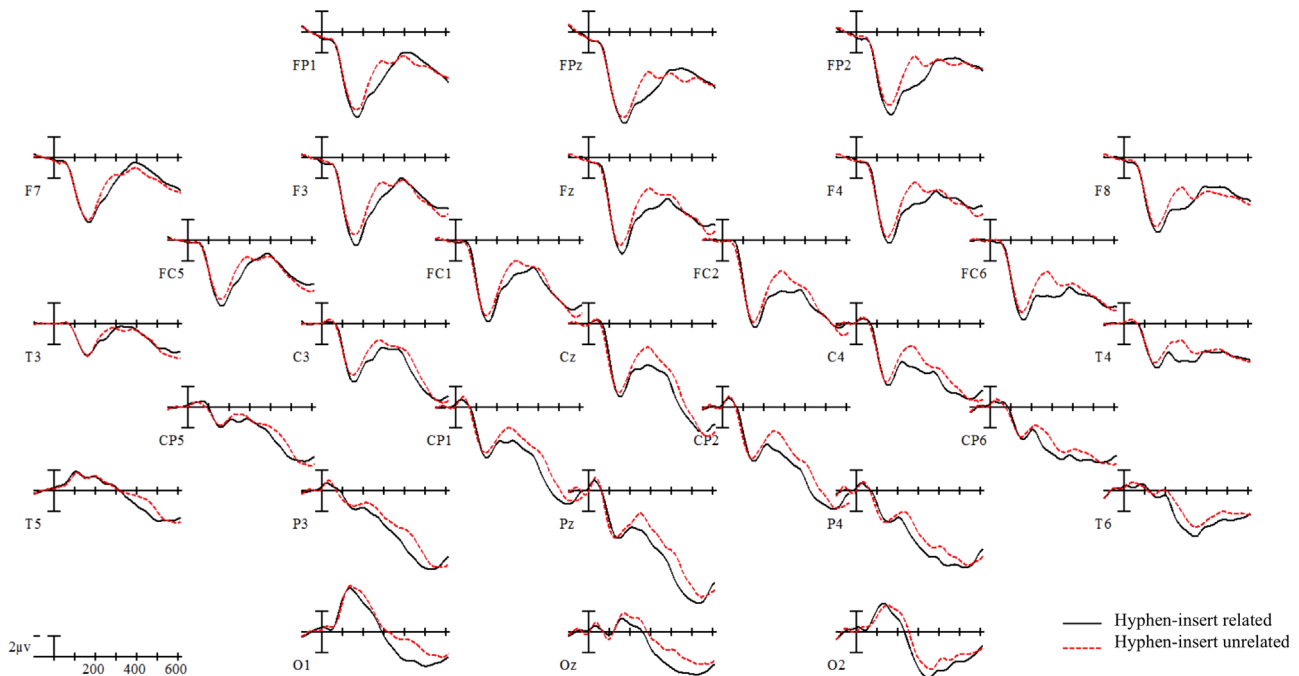 FP1 FPz FP2
F7 F3 Fz F4 F8
FC5 FC1 FC2 FC6
T3 C3 Cz C4 T4
CP5 CP1 CP2 CP6
T5 P3 Pz P4 T6
O1 Oz O2
Hyphen-insert related
Hyphen-insert unrelated
2μv
200 400 600